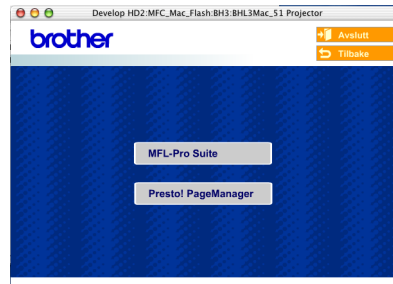 Develop HD2:MFC_Mac_Flash:BH3:BHL3Mac_51 Projector
brother
Avslutt
Tilbake
MFL-Pro Suite
Presto! PageManager